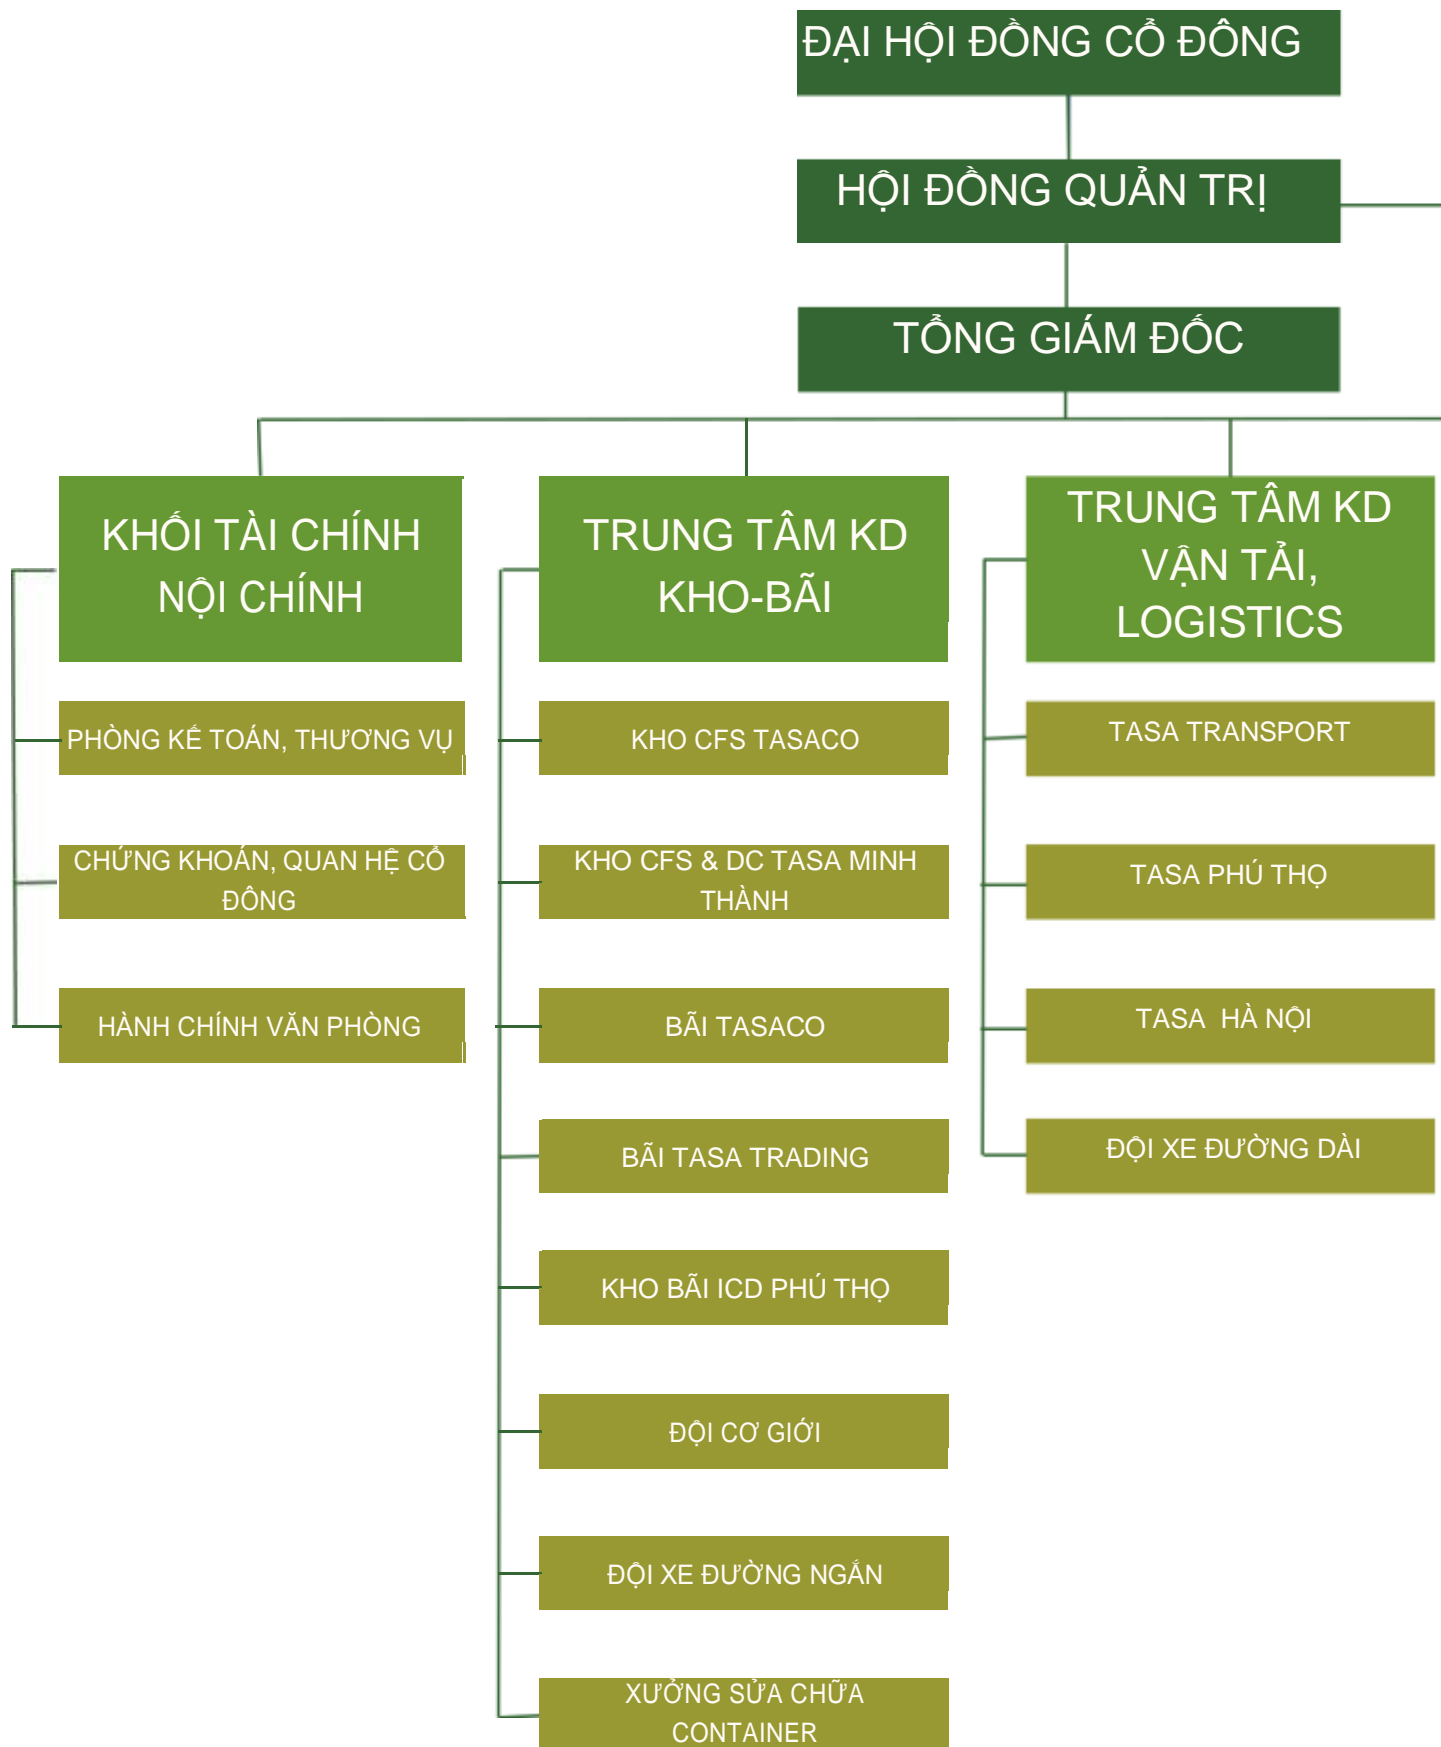 ĐẠI HỘI ĐỒNG CỔ ĐÔNG
HỘI ĐỒNG QUẢN TRỊ
TỔNG GIÁM ĐỐC
KHỐI TÀI CHÍNH
NỘI CHÍNH
PHÒNG KẾ TOÁN, THƯƠNG VỤ
CHỨNG KHOÁN, QUAN HỆ CỔ
ĐÔNG
HÀNH CHÍNH VĂN PHÒNG
TRUNG TÂM KD
KHO-BÃI
KHO CFS TASACO
KHO CFS & DC TASA MINH
THÀNH
BÃI TASACO
BÃI TASA TRADING
KHO BÃI ICD PHÚ THỌ
ĐỘI CƠ GIỚI
ĐỘI XE ĐƯỜNG NGẮN
XƯỞNG SỬA CHỮA
CONTAINER
TRUNG TÂM KD
VẬN TẢI,
LOGISTICS
TASA TRANSPORT
TASA PHÚ THỌ
TASA HÀ NỘI
ĐỘI XE ĐƯỜNG DÀI